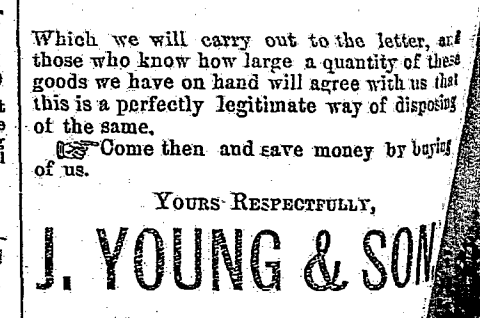 Which we will carry out to the letter, and
those who know how large a quantity of these
goods we have on hand will agree with us that
this is a perfectly legitimate way of disposing
of the same.
☞Come then and save money by buying
of us.
YOURS RESPECTFULLY,
J. YOUNG & SON,